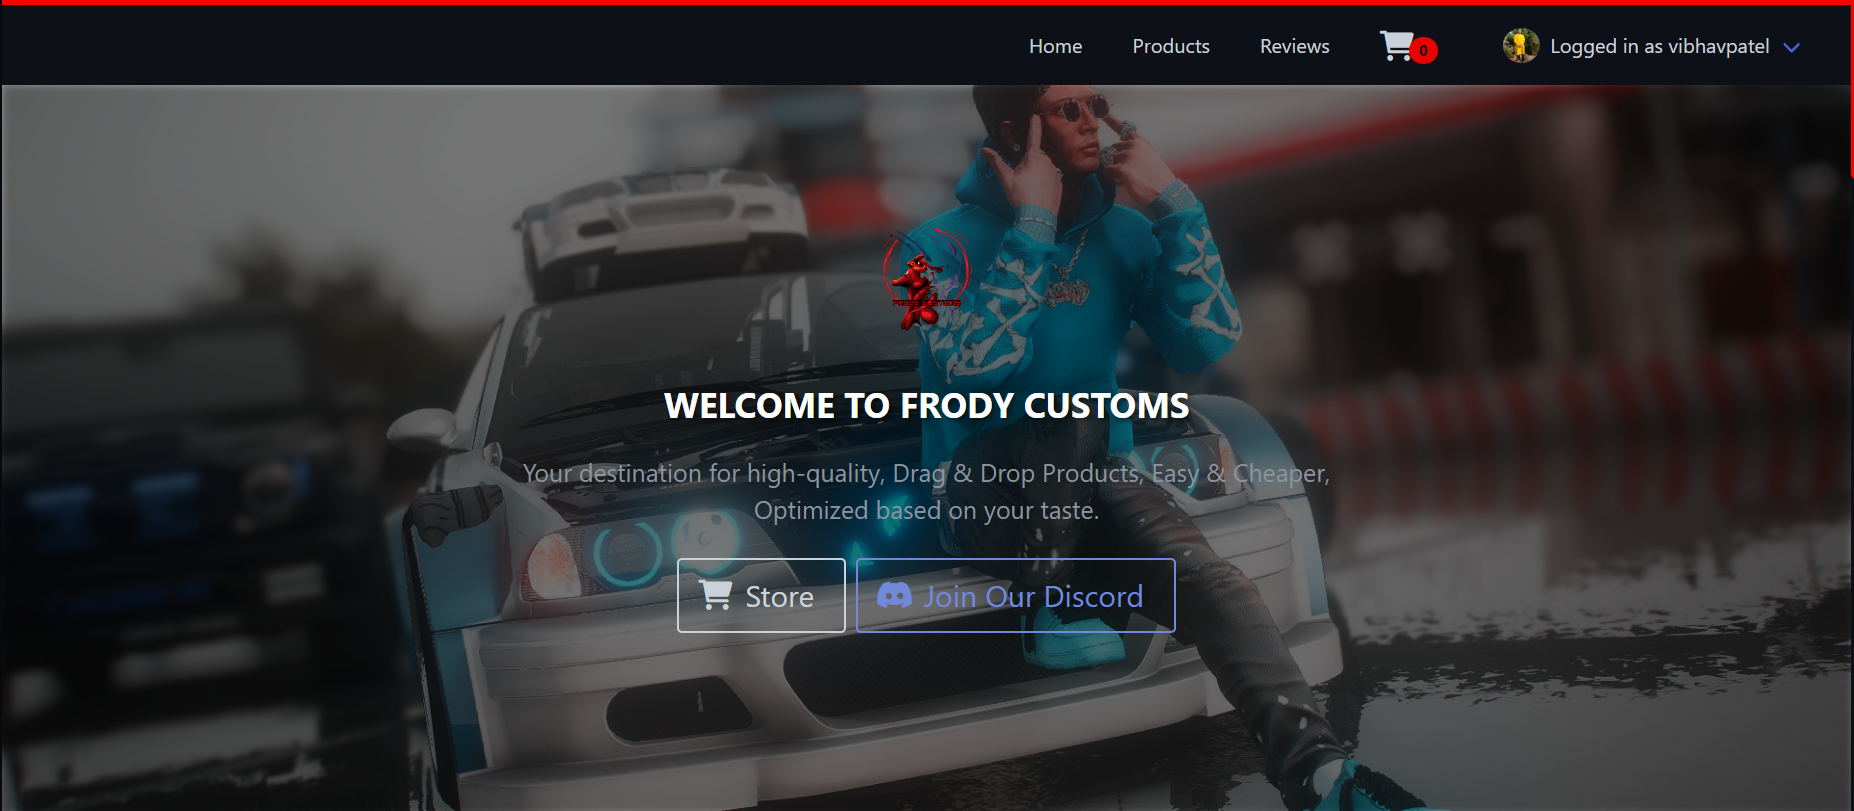 Home
Products
Reviews
0
Logged in as vibhavpatel
WELCOME TO FRODY CUSTOMS
Your destination for high-quality, Drag & Drop Products, Easy & Cheaper,
Optimized based on your taste.
Store
Join Our Discord